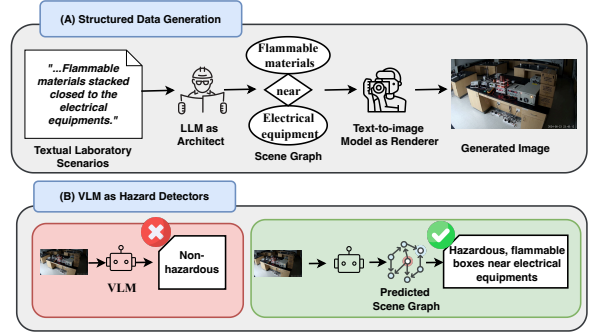 (A) Structured Data Generation
"...Flammable
materials stacked
closed to the
electrical
equipments."
Textual Laboratory
Scenarios
LLM as
Architect
Flammable
materials
near
Electrical
equipment
Scene Graph
Text-to-image
Model as Renderer
Generated Image
(B) VLM as Hazard Detectors
VLM
Non-
hazardous
Predicted
Scene Graph
Hazardous, flammable
boxes near electrical
equipments